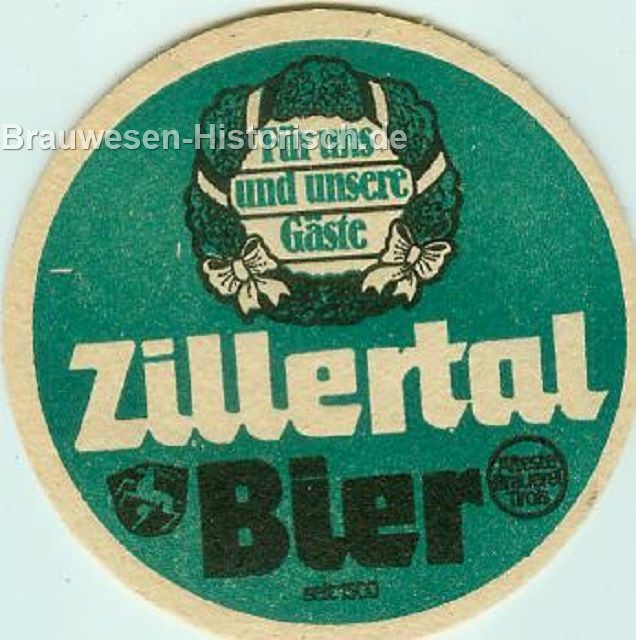 Brauwesen-Historisch.de
Für uns
und unsere
Gäste
Zillertal
Bier
Älteste
Brauerei
Tirols
seit 1500